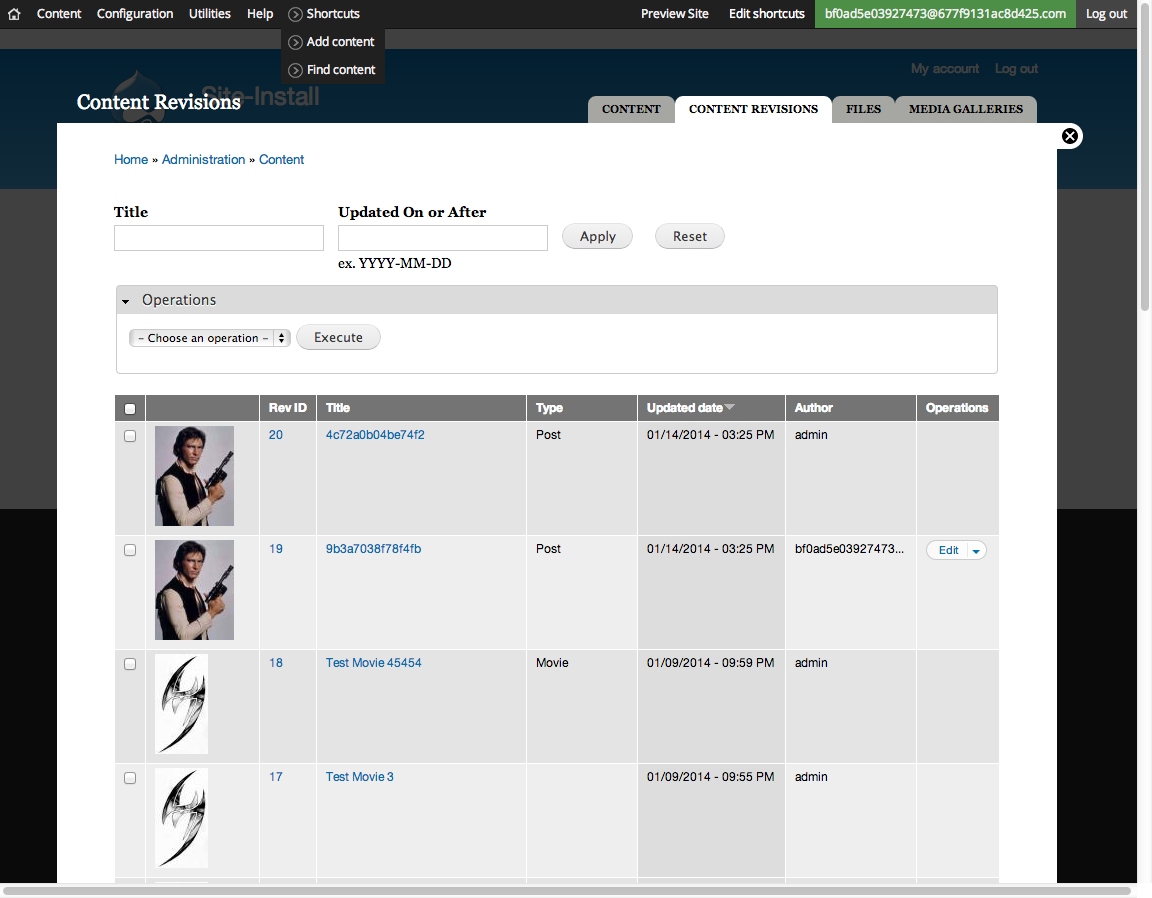 Content Configuration Utilities Help Shortcuts Preview Site Edit shortcuts bf0ad5e03927473@677f9131ac8d425.com Log out
Add content
Find content
My account Log out
Site-Install
Content Revisions
CONTENT CONTENT REVISIONS FILES MEDIA GALLERIES
Home » Administration » Content
Title Updated On or After
Apply Reset
ex. YYYY-MM-DD
Operations
– Choose an operation – Execute
Rev ID Title Type Updated date Author Operations
20 4c72a0b04be74f2 Post 01/14/2014 - 03:25 PM admin
19 9b3a7038f78f4fb Post 01/14/2014 - 03:25 PM bf0ad5e03927473... Edit
18 Test Movie 45454 Movie 01/09/2014 - 09:59 PM admin
17 Test Movie 3 01/09/2014 - 09:55 PM admin